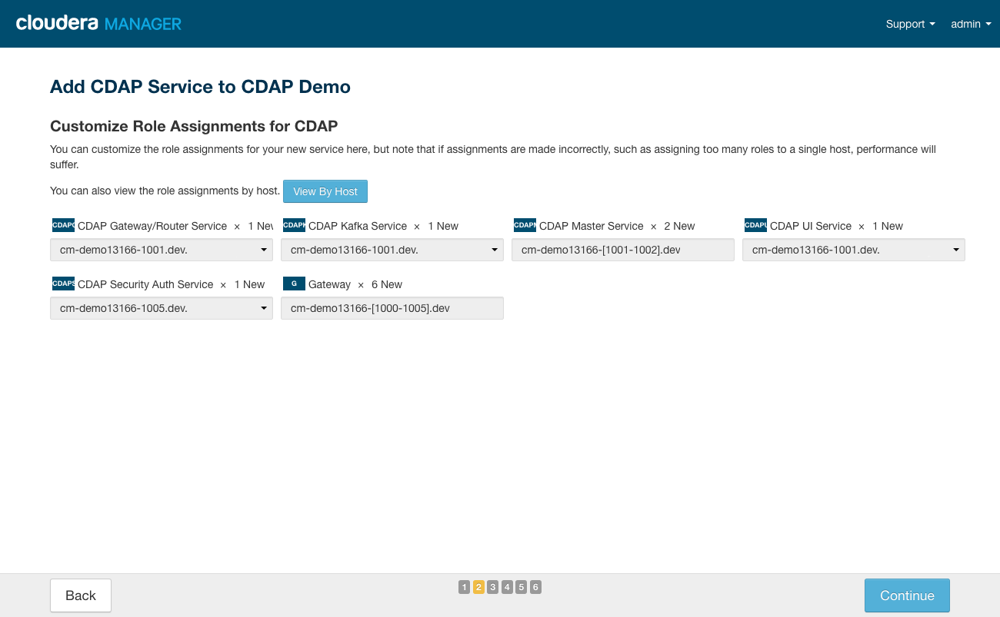 cloudera MANAGER
Support admin
Add CDAP Service to CDAP Demo
Customize Role Assignments for CDAP
You can customize the role assignments for your new service here, but note that if assignments are made incorrectly, such as assigning too many roles to a single host, performance will
suffer.
You can also view the role assignments by host. View By Host
CDAPG CDAP Gateway/Router Service × 1 New CDAPK CDAP Kafka Service × 1 New CDAPM CDAP Master Service × 2 New CDAPU CDAP UI Service × 1 New
cm-demo13166-1001.dev. cm-demo13166-1001.dev. cm-demo13166-[1001-1002].dev cm-demo13166-1001.dev.
CDAPS CDAP Security Auth Service × 1 New G Gateway × 6 New
cm-demo13166-1005.dev. cm-demo13166-[1000-1005].dev
Back 1 2 3 4 5 6 Continue